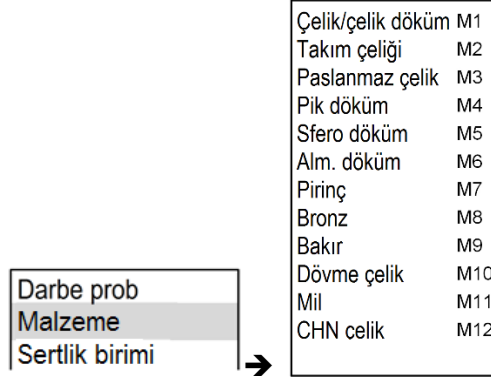 Çelik/çelik döküm M1
Takım çeliği M2
Paslanmaz çelik M3
Pik döküm M4
Sfero döküm M5
Alm. döküm M6
Pirinç M7
Bronz M8
Bakır M9
Dövme çelik M10
Mil M11
CHN celik M12
Darbe prob
Malzeme
Sertlik birimi